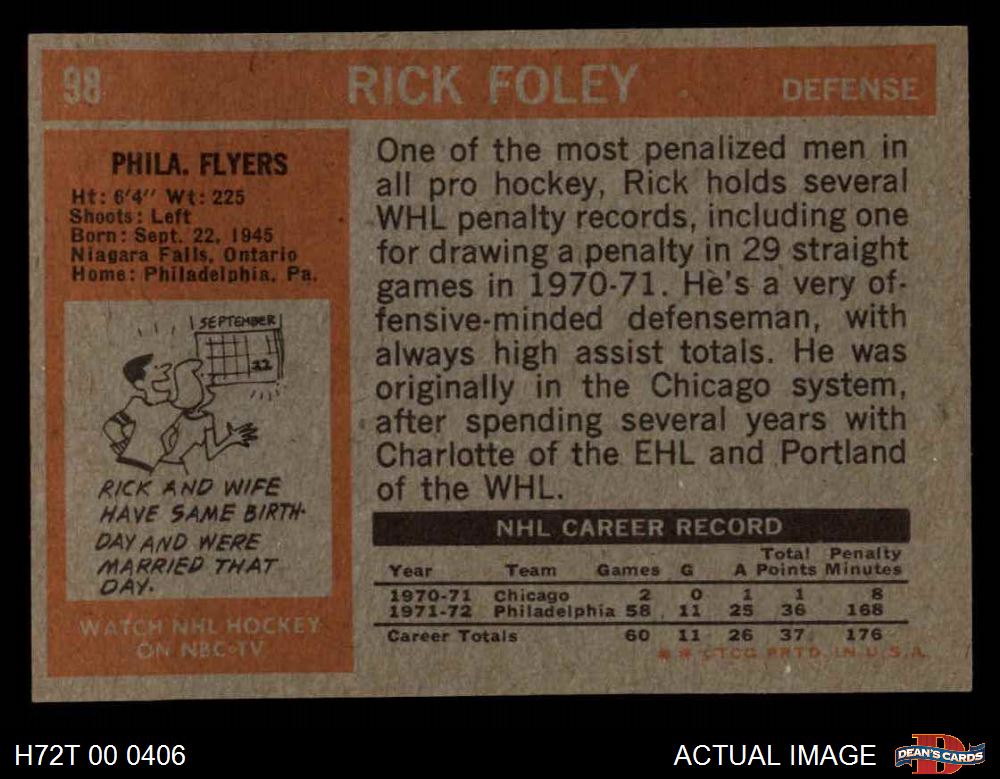 98 RICK FOLEY DEFENSE
PHILA. FLYERS
Ht: 6'4" Wt: 225
Shoots: Left
Born: Sept. 22, 1945
Niagara Falls, Ontario
Home: Philadelphia, Pa.
SEPTEMBER
22
RICK AND WIFE
HAVE SAME BIRTH-
DAY AND WERE
MARRIED THAT
DAY.
WATCH NHL HOCKEY
ON NBC-TV
One of the most penalized men in
all pro hockey, Rick holds several
WHL penalty records, including one
for drawing a penalty in 29 straight
games in 1970-71. He's a very of-
fensive-minded defenseman, with
always high assist totals. He was
originally in the Chicago system,
after spending several years with
Charlotte of the EHL and Portland
of the WHL.
NHL CAREER RECORD
Year Team Games G A Total Points Penalty Minutes
1970-71 Chicago 2 0 1 1 8
1971-72 Philadelphia 58 11 25 36 168
Career Totals 60 11 26 37 176
* * ©TCG PRTD. IN U.S.A.
H72T 00 0406
ACTUAL IMAGE
DEAN'S CARDS